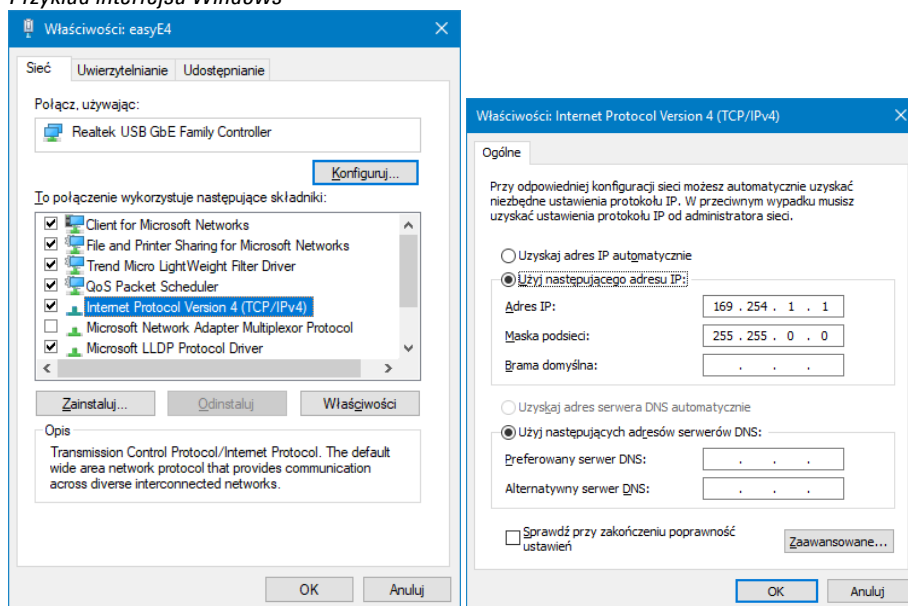 Przykład interfejsu Windows
Właściwości: easyE4
Sieć Uwierzytelnianie Udostępnianie
Połącz, używając:
Realtek USB GbE Family Controller
Konfiguruj...
To połączenie wykorzystuje następujące składniki:
Client for Microsoft Networks
File and Printer Sharing for Microsoft Networks
Trend Micro LightWeight Filter Driver
QoS Packet Scheduler
Internet Protocol Version 4 (TCP/IPv4)
Microsoft Network Adapter Multiplexor Protocol
Microsoft LLDP Protocol Driver
Zainstaluj... Odinstaluj Właściwości
Opis
Transmission Control Protocol/Internet Protocol. The default
wide area network protocol that provides communication
across diverse interconnected networks.
OK Anuluj
Właściwości: Internet Protocol Version 4 (TCP/IPv4)
Ogólne
Przy odpowiedniej konfiguracji sieci możesz automatycznie uzyskać
niezbędne ustawienia protokołu IP. W przeciwnym wypadku musisz
uzyskać ustawienia protokołu IP od administratora sieci.
Uzyskaj adres IP automatycznie
Użyj następującego adresu IP:
Adres IP: 169 . 254 . 1 . 1
Maska podsieci: 255 . 255 . 0 . 0
Brama domyślna: . . .
Uzyskaj adres serwera DNS automatycznie
Użyj następujących adresów serwerów DNS:
Preferowany serwer DNS: . . .
Alternatywny serwer DNS: . . .
Sprawdź przy zakończeniu poprawność
ustawień
Zaawansowane...
OK Anuluj